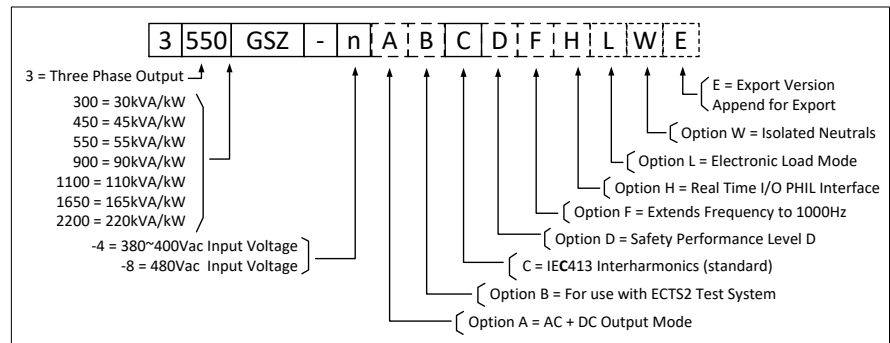 3 550 GSZ - n A B C D F H L W E
3 = Three Phase Output
300 = 30kVA/kW
450 = 45kVA/kW
550 = 55kVA/kW
900 = 90kVA/kW
1100 = 110kVA/kW
1650 = 165kVA/kW
2200 = 220kVA/kW
-4 = 380~400Vac Input Voltage
-8 = 480Vac Input Voltage
E = Export Version
Append for Export
Option W = Isolated Neutrals
Option L = Electronic Load Mode
Option H = Real Time I/O PHIL Interface
Option F = Extends Frequency to 1000Hz
Option D = Safety Performance Level D
C = IEC413 Interharmonics (standard)
Option B = For use with ECTS2 Test System
Option A = AC + DC Output Mode